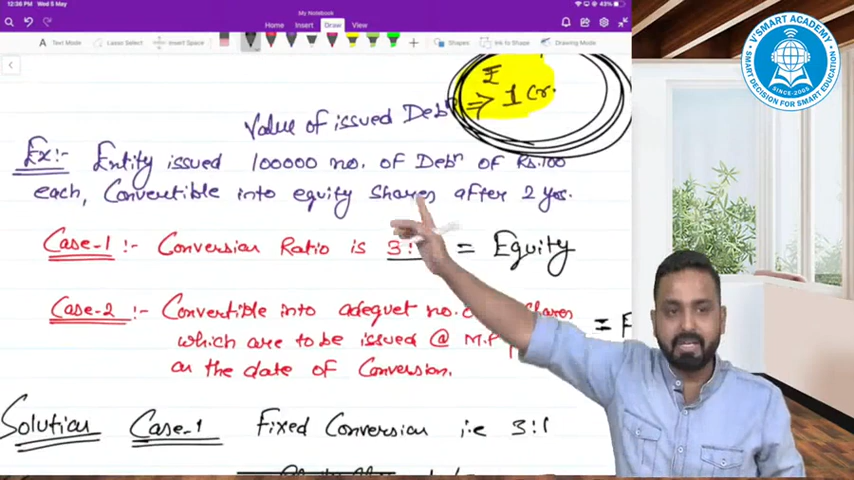 12:36 PM Wed 5 May
My Notebook
43%
Home Insert Draw View
Text Mode Lasso Select Insert Space Shapes Ink to Shape Drawing Mode
V'SMART ACADEMY
SINCE-2005
SMART DECISION FOR SMART EDUCATION
₹
⇒ 1 Cr.
Value of issued Debn
Ex:- Entity issued 100000 no. of Debn of Rs.100
each, Convertible into equity Shares after 2 yrs.
Case-1 :- Conversion Ratio is 3: = Equity
Case-2 :- Convertible into adequet no. of Shares
which are to be issued @ M.P
on the date of Conversion.
Solution Case-1 Fixed Conversion i.e 3:1